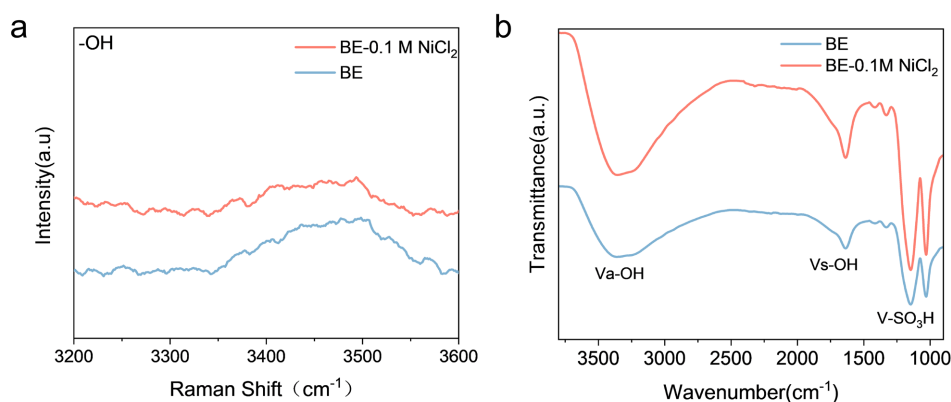 a
-OH
BE-0.1 M NiCl₂
BE
Intensity(a.u)
3200
3300
3400
3500
3600
Raman Shift（cm⁻¹)
b
BE
BE-0.1M NiCl₂
Transmittance(a.u.)
Va-OH
Vs-OH
V-SO₃H
3500
3000
2500
2000
1500
1000
Wavenumber(cm⁻¹)